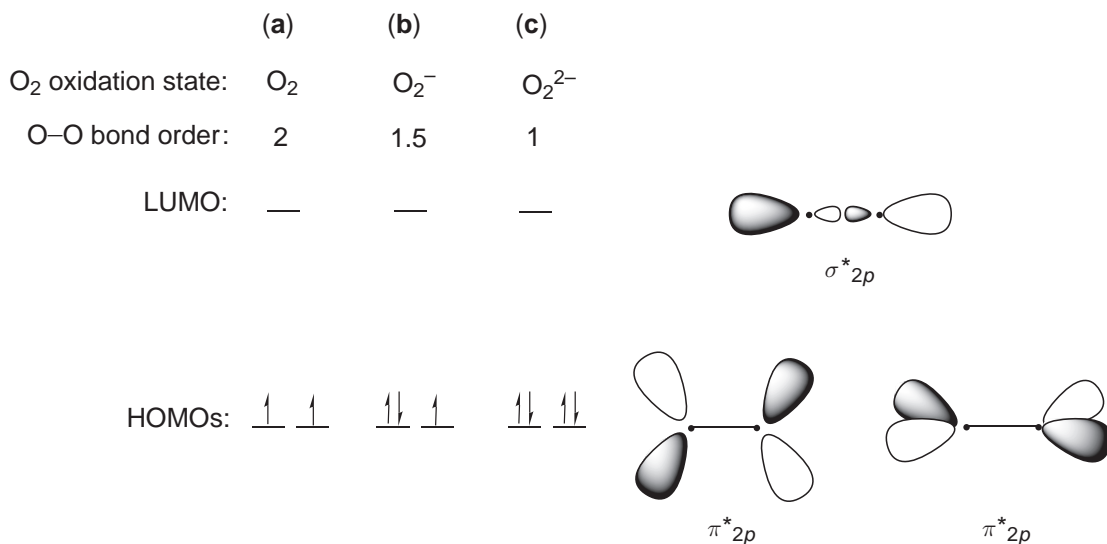 (a) (b) (c)
O₂ oxidation state: O₂ O₂⁻ O₂²⁻
O–O bond order: 2 1.5 1
LUMO:
σ*₂p
HOMOs:
π*₂p π*₂p